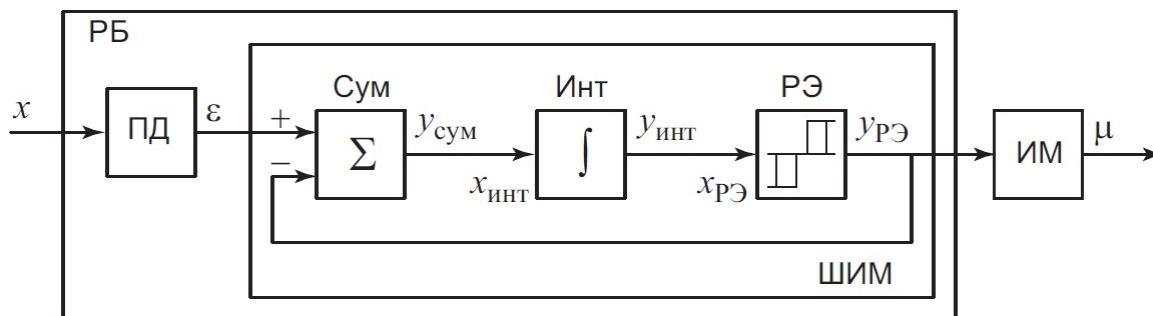 РБ
Сум
Инт
РЭ
x
ПД
ε
+
−
Σ
yсум
xинт
∫
yинт
xРЭ
yРЭ
ИМ
μ
ШИМ